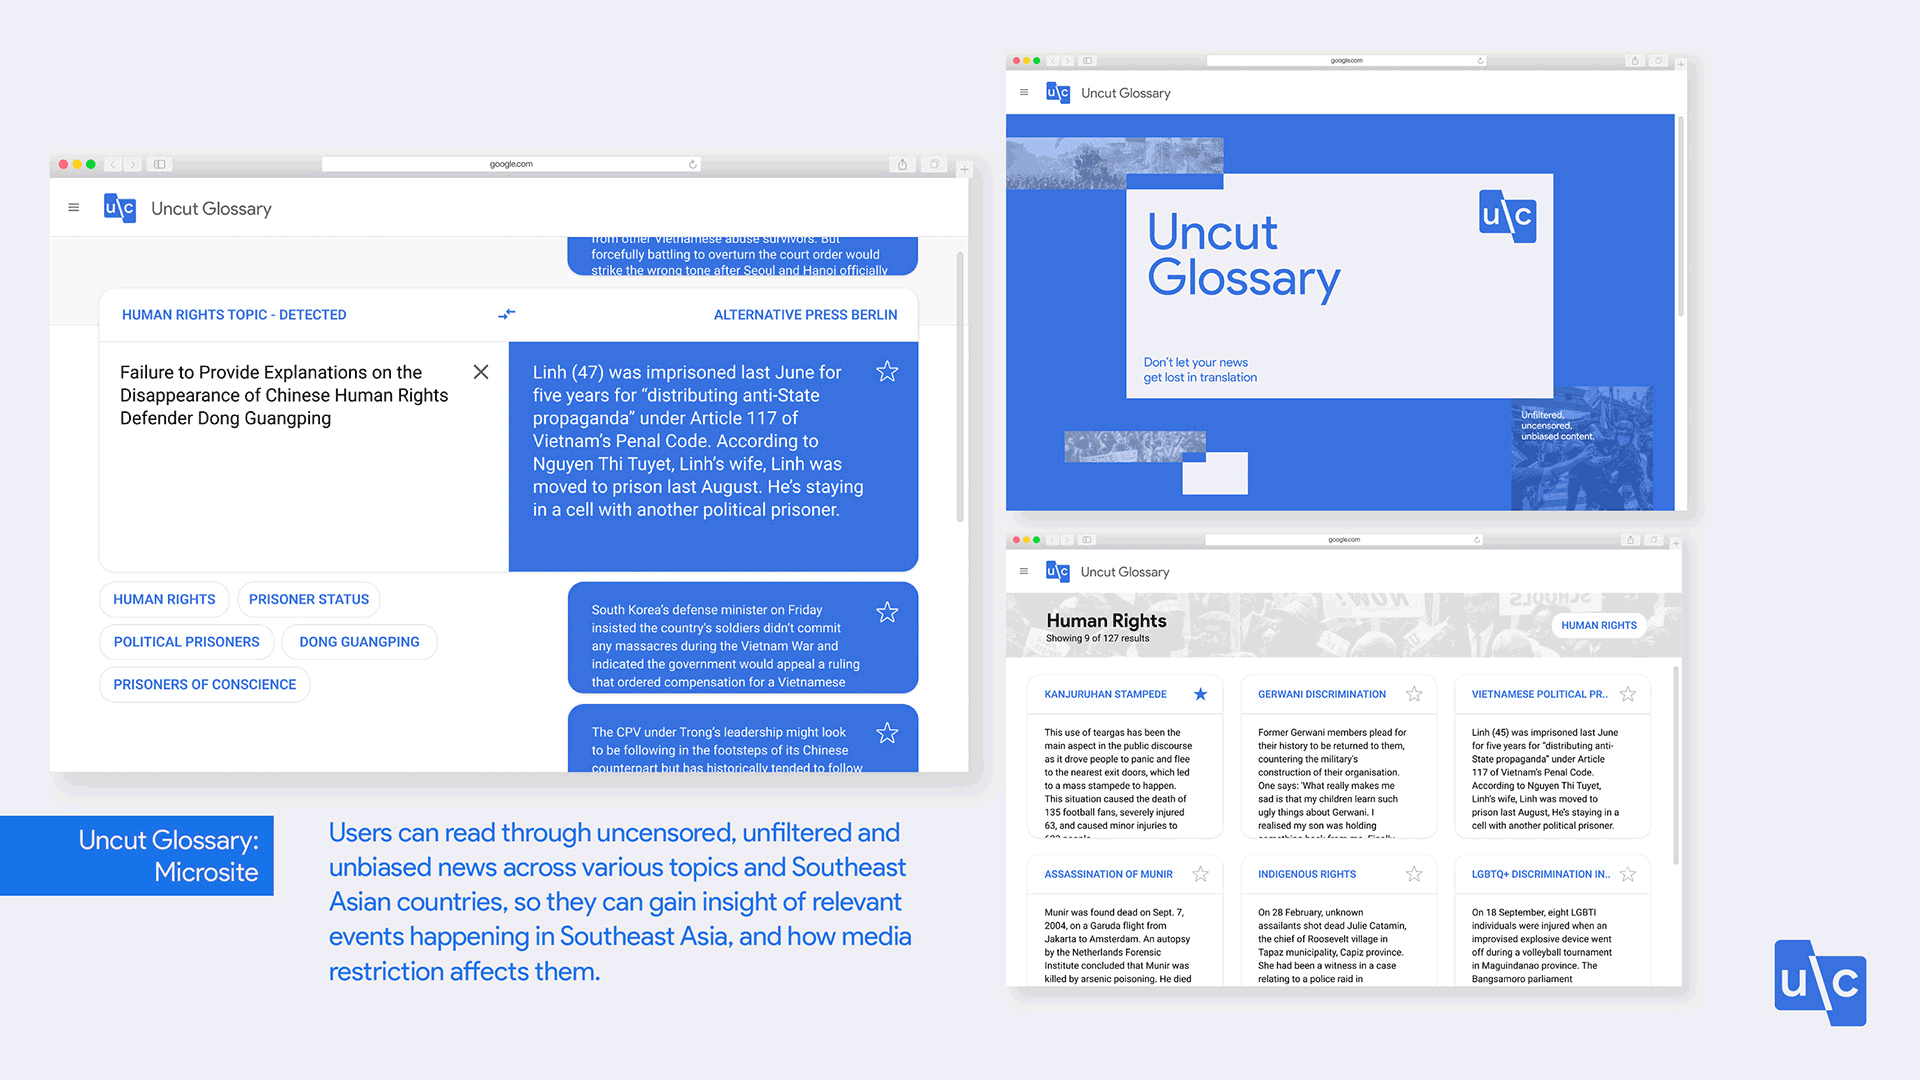 google.com
u\c
Uncut Glossary
from other Vietnamese abuse survivors. But
forcefully battling to overturn the court order would
strike the wrong tone after Seoul and Hanoi officially
HUMAN RIGHTS TOPIC - DETECTED
ALTERNATIVE PRESS BERLIN
Failure to Provide Explanations on the
Disappearance of Chinese Human Rights
Defender Dong Guangping
Linh (47) was imprisoned last June for
five years for “distributing anti-State
propaganda” under Article 117 of
Vietnam’s Penal Code. According to
Nguyen Thi Tuyet, Linh’s wife, Linh was
moved to prison last August. He’s staying
in a cell with another political prisoner.
HUMAN RIGHTS
PRISONER STATUS
POLITICAL PRISONERS
DONG GUANGPING
PRISONERS OF CONSCIENCE
South Korea’s defense minister on Friday
insisted the country’s soldiers didn’t commit
any massacres during the Vietnam War and
indicated the government would appeal a ruling
that ordered compensation for a Vietnamese
The CPV under Trong’s leadership might look
to be following in the footsteps of its Chinese
counterpart but has historically tended to follow
google.com
u\c
Uncut Glossary
Uncut
Glossary
u\c
Don’t let your news
get lost in translation
Unfiltered,
uncensored,
unbiased content.
google.com
u\c
Uncut Glossary
NOW!
SCHOOLS
Human Rights
Showing 9 of 127 results
HUMAN RIGHTS
KANJURUHAN STAMPEDE
This use of teargas has been the
main aspect in the public discourse
as it drove people to panic and flee
to the nearest exit doors, which led
to a mass stampede to happen.
This situation caused the death of
135 football fans, severely injured
63, and caused minor injuries to
GERWANI DISCRIMINATION
Former Gerwani members plead for
their history to be returned to them,
countering the military’s
construction of their organisation.
One says: ‘What really makes me
sad is that my children learn such
ugly things about Gerwani. I
realised my son was holding
something back from me. Finally
VIETNAMESE POLITICAL PR..
Linh (45) was imprisoned last June
for five years for “distributing anti-
State propaganda” under Article
117 of Vietnam’s Penal Code.
According to Nguyen Thi Tuyet,
Linh’s wife, Linh was moved to
prison last August, He’s staying in a
cell with another political prisoner.
ASSASSINATION OF MUNIR
Munir was found dead on Sept. 7,
2004, on a Garuda flight from
Jakarta to Amsterdam. An autopsy
by the Netherlands Forensic
Institute concluded that Munir was
killed by arsenic poisoning. He died
INDIGENOUS RIGHTS
On 28 February, unknown
assailants shot dead Julie Catamin,
the chief of Roosevelt village in
Tapaz municipality, Capiz province.
She had been a witness in a case
relating to a police raid in
LGBTQ+ DISCRIMINATION IN..
On 18 September, eight LGBTI
individuals were injured when an
improvised explosive device went
off during a volleyball tournament
in Maguindanao province. The
Bangsamoro parliament
Uncut Glossary:
Microsite
Users can read through uncensored, unfiltered and
unbiased news across various topics and Southeast
Asian countries, so they can gain insight of relevant
events happening in Southeast Asia, and how media
restriction affects them.
u\c